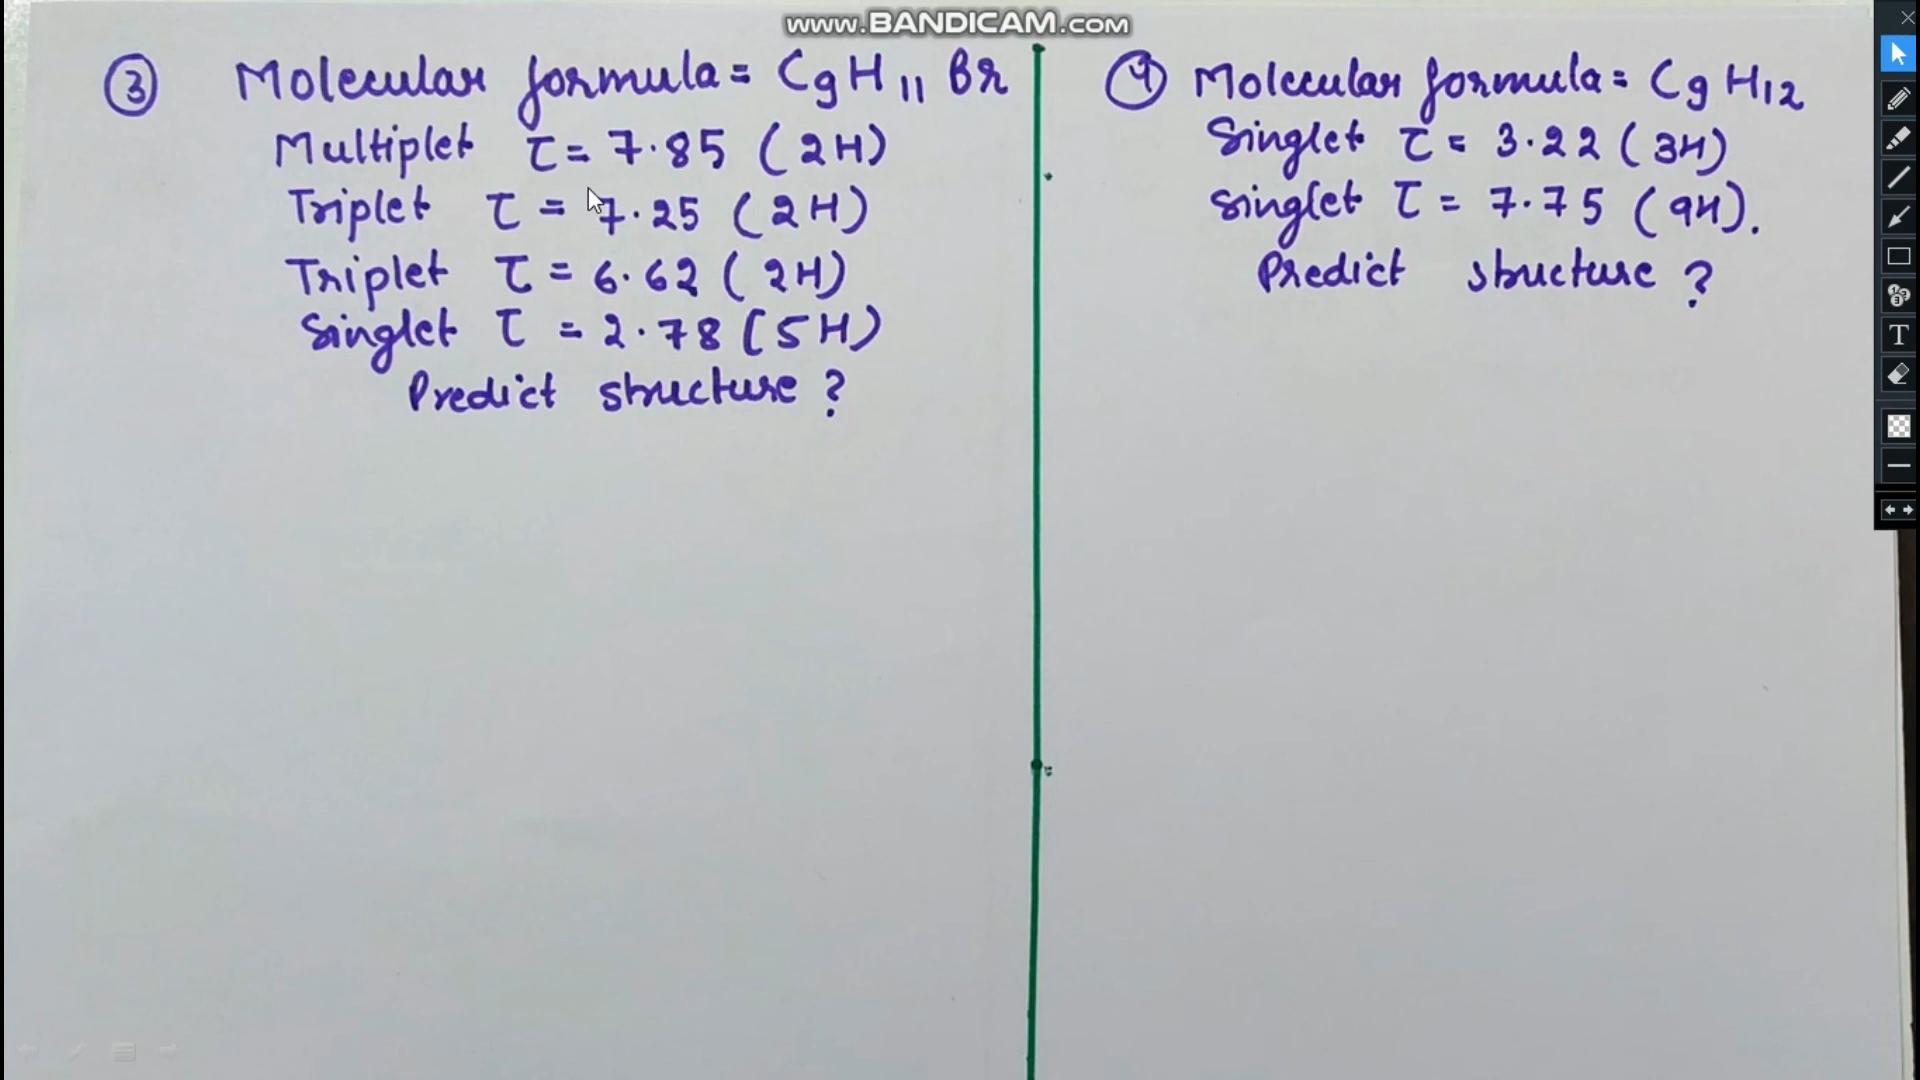 www.BANDICAM.com
③ Molecular formula = C9H11Br
Multiplet τ = 7.85 (2H)
Triplet τ = 7.25 (2H)
Triplet τ = 6.62 (2H)
Singlet τ = 2.78 (5H)
Predict structure ?
④ Molecular formula = C9H12
Singlet τ = 3.22 (3H)
Singlet τ = 7.75 (9H).
Predict structure ?
T